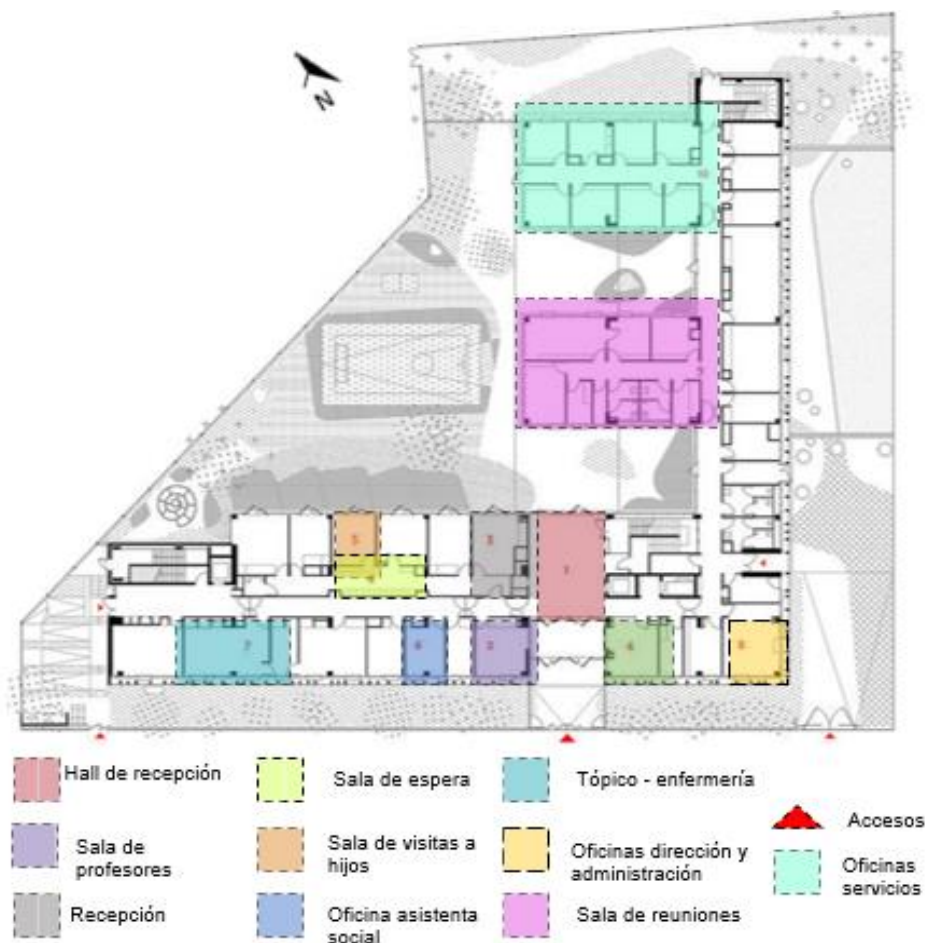 N
Hall de recepción
Sala de espera
Tópico - enfermería
Accesos
Sala de
profesores
Sala de visitas a
hijos
Oficinas dirección y
administración
Oficinas
servicios
Recepción
Oficina asistenta
social
Sala de reuniones